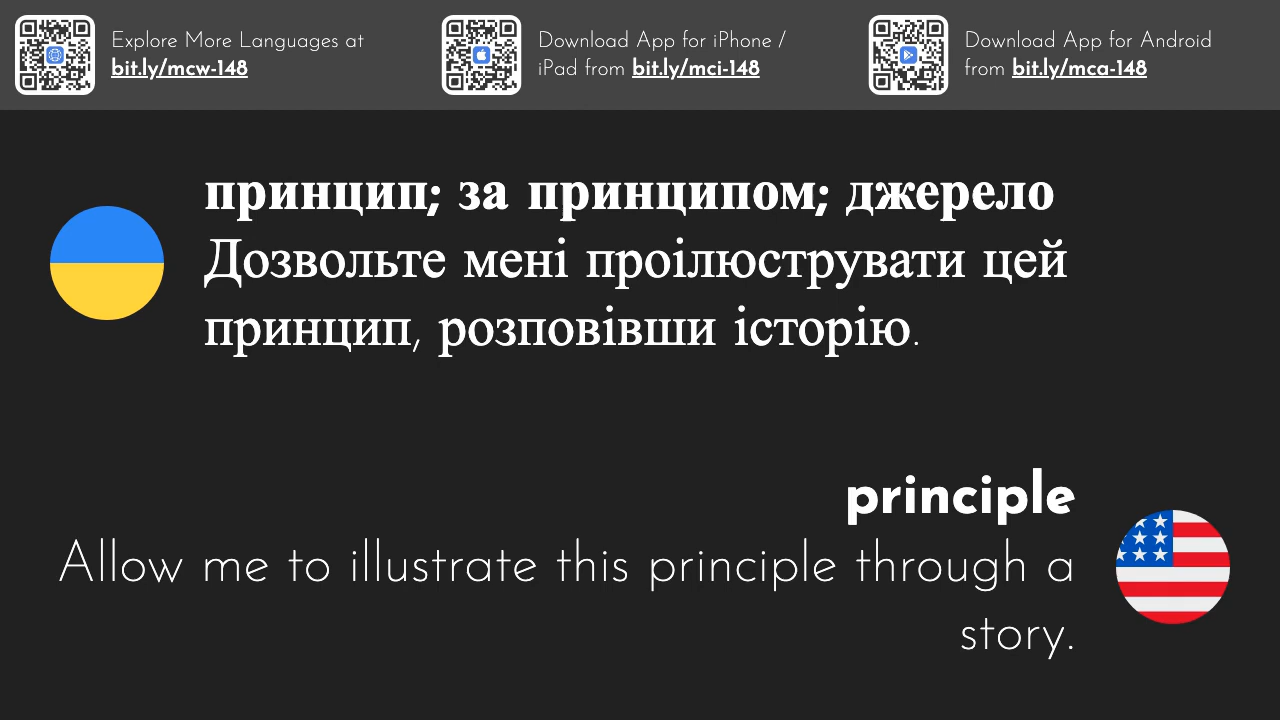 Explore More Languages at
bit.ly/mcw-148
Download App for iPhone /
iPad from bit.ly/mci-148
Download App for Android
from bit.ly/mca-148
принцип; за принципом; джерело
Дозвольте мені проілюструвати цей
принцип, розповівши історію.
principle
Allow me to illustrate this principle through a
story.